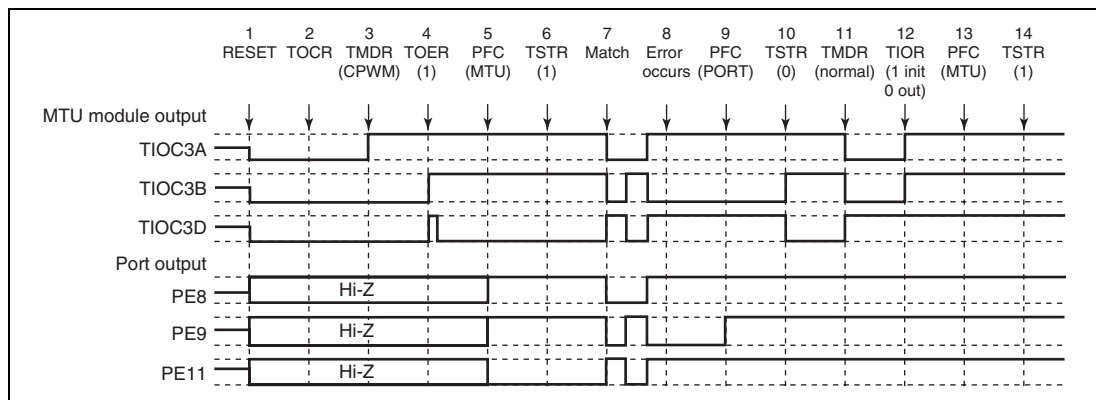 1 2 3 4 5 6 7 8 9 10 11 12 13 14
RESET TOCR TMDR TOER PFC TSTR Match Error PFC TSTR TMDR TIOR PFC TSTR
(CPWM) (1) (MTU) (1) occurs (PORT) (0) (normal) (1 init (MTU) (1)
0 out)
MTU module output
TIOC3A
TIOC3B
TIOC3D
Port output
PE8 Hi-Z
PE9 Hi-Z
PE11 Hi-Z